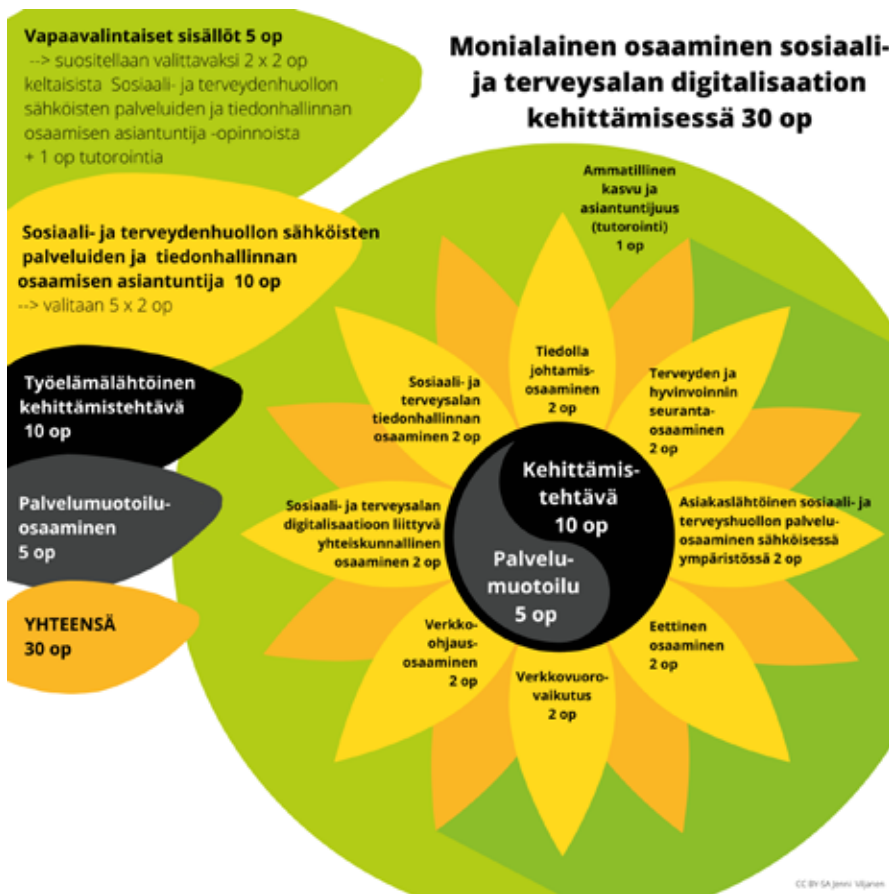 Vapaavalintaiset sisällöt 5 op
--> suositellaan valittavaksi 2 x 2 op
keltaisista Sosiaali- ja terveydenhuollon
sähköisten palveluiden ja tiedonhallinnan
osaamisen asiantuntija -opinnoista
+ 1 op tutorointia
Sosiaali- ja terveydenhuollon sähköisten
palveluiden ja tiedonhallinnan
osaamisen asiantuntija 10 op
--> valitaan 5 x 2 op
Työelämälähtöinen
kehittämistehtävä
10 op
Palvelumuotoilu-
osaaminen
5 op
YHTEENSÄ
30 op
Monialainen osaaminen sosiaali-
ja terveysalan digitalisaation
kehittämisessä 30 op
Ammatillinen
kasvu ja
asiantuntijuus
(tutorointi)
1 op
Tiedolla
johtamis-
osaaminen
2 op
Terveyden ja
hyvinvoinnin
seuranta-
osaaminen
2 op
Asiakaslähtöinen sosiaali- ja
terveyshuollon palvelu-
osaaminen sähköisessä
ympäristössä 2 op
Eettinen
osaaminen
2 op
Verkkovuoro-
vaikutus
2 op
Verkko-
ohjaus-
osaaminen
2 op
Sosiaali- ja terveysalan
digitalisaatioon liittyvä
yhteiskunnallinen
osaaminen 2 op
Sosiaali- ja
terveysalan
tiedonhallinnan
osaaminen 2 op
Kehittämis-
tehtävä
10 op
Palvelu-
muotoilu
5 op
CC BY-SA Jenni Viljanen